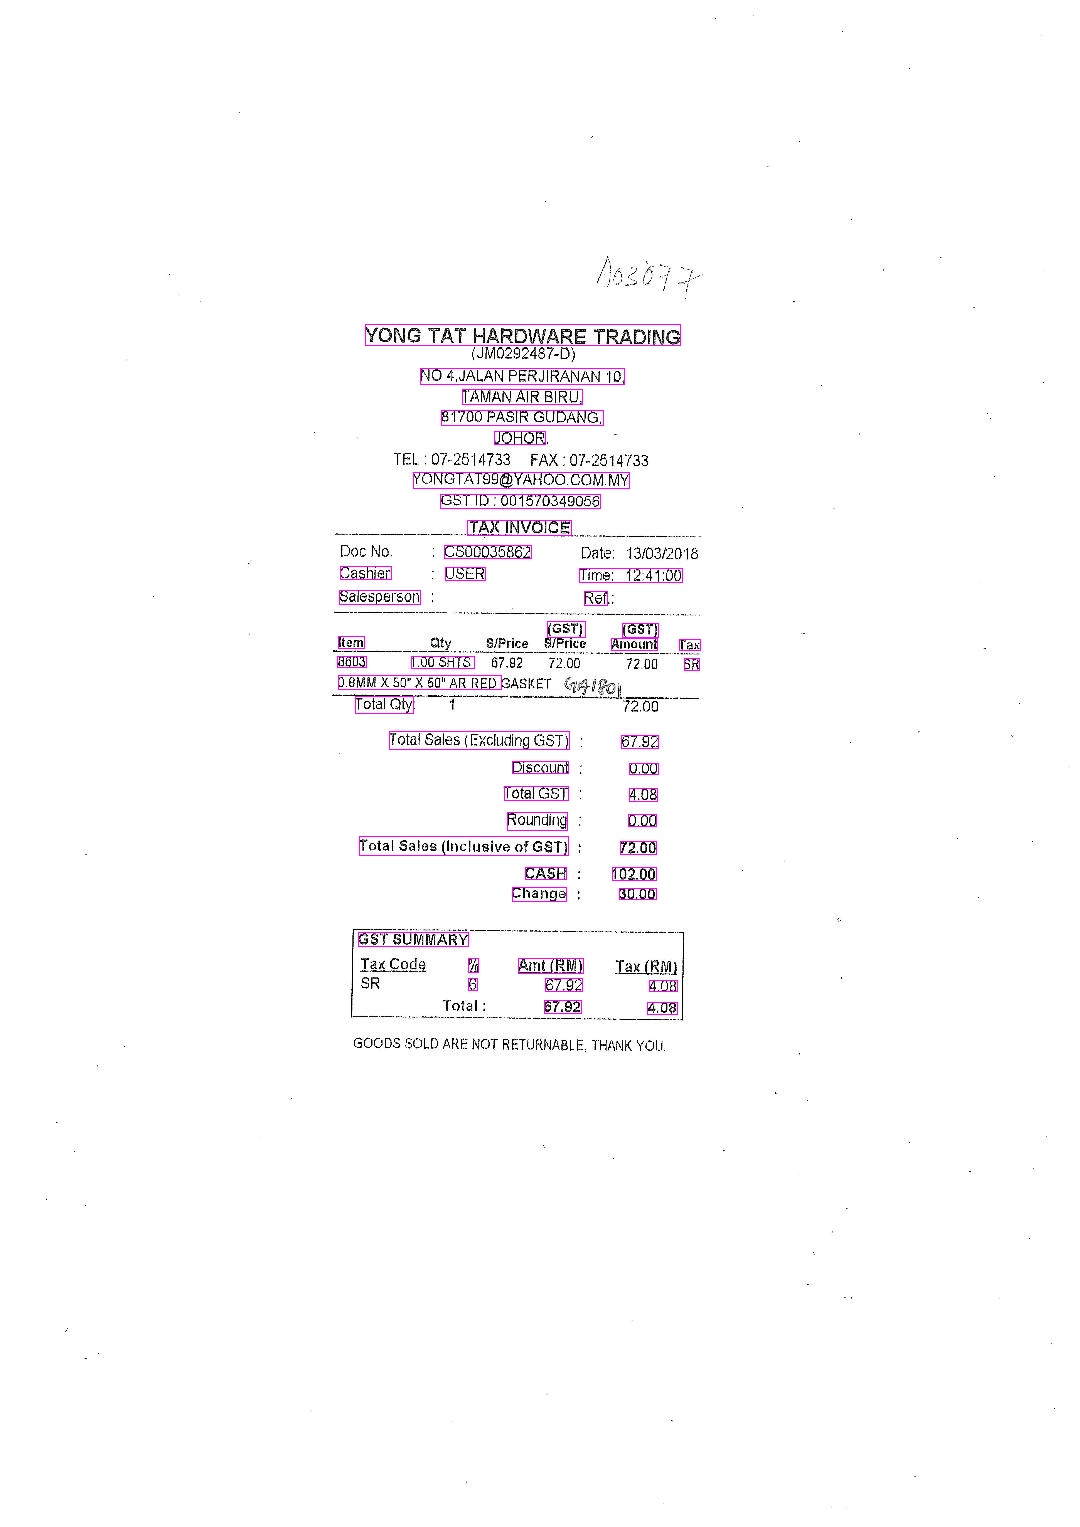 A03077
YONG TAT HARDWARE TRADING
(JM0292487-D)
NO 4,JALAN PERJIRANAN 10,
TAMAN AIR BIRU,
81700 PASIR GUDANG,
JOHOR.
TEL : 07-2514733 FAX : 07-2514733
YONGTAT99@YAHOO.COM.MY
GST ID : 001570349056
TAX INVOICE
Doc No. : CS00035862 Date: 13/03/2018
Cashier : USER Time: 12:41:00
Salesperson : Ref.:
(GST) (GST)
Item Qty S/Price S/Price Amount Tax
8603 1.00 SHTS 67.92 72.00 72.00 SR
0.8MM X 50" X 50" AR RED GASKET
Total Qty 1 72.00
Total Sales (Excluding GST) : 67.92
Discount : 0.00
Total GST : 4.08
Rounding : 0.00
Total Sales (Inclusive of GST) : 72.00
CASH : 102.00
Change : 30.00
GST SUMMARY
Tax Code % Amt (RM) Tax (RM)
SR 6 67.92 4.08
Total : 67.92 4.08
GOODS SOLD ARE NOT RETURNABLE, THANK YOU.